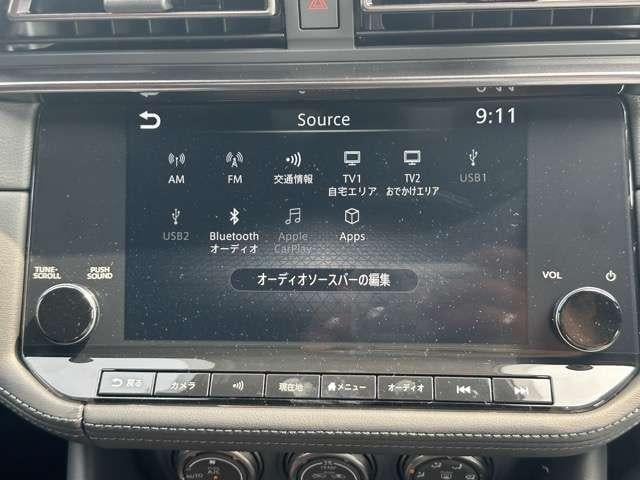 Source
9:11
AM
FM
交通情報
TV1
自宅エリア
TV2
おでかけエリア
USB1
USB2
Bluetooth
オーディオ
Apple
CarPlay
Apps
オーディオソースバーの編集
TUNE-
SCROLL
PUSH
SOUND
VOL
戻る
カメラ
現在地
メニュー
オーディオ
AUTO
A/C